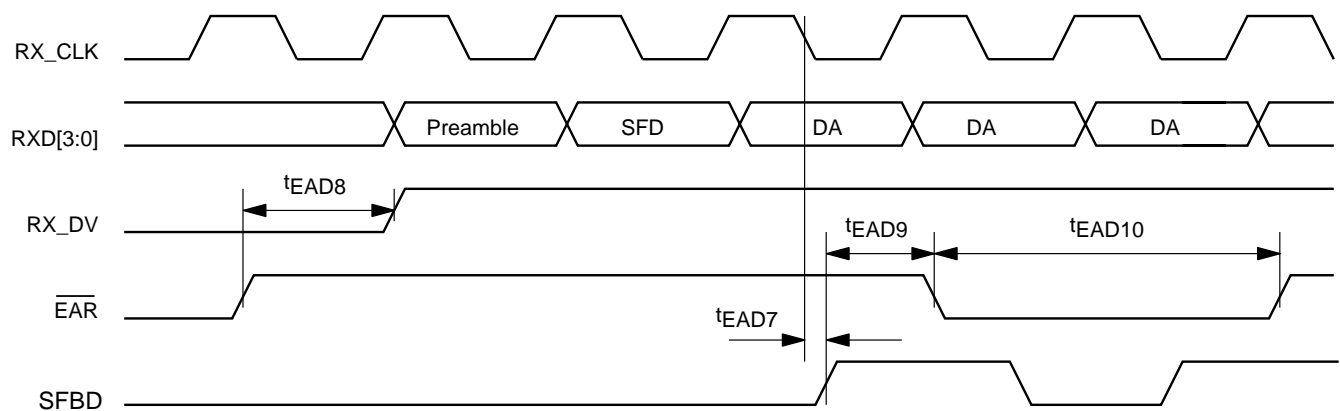 RX_CLK
RXD[3:0]
Preamble SFD DA DA DA
tEAD8
RX_DV
tEAD9 tEAD10
EAR
tEAD7
SFBD